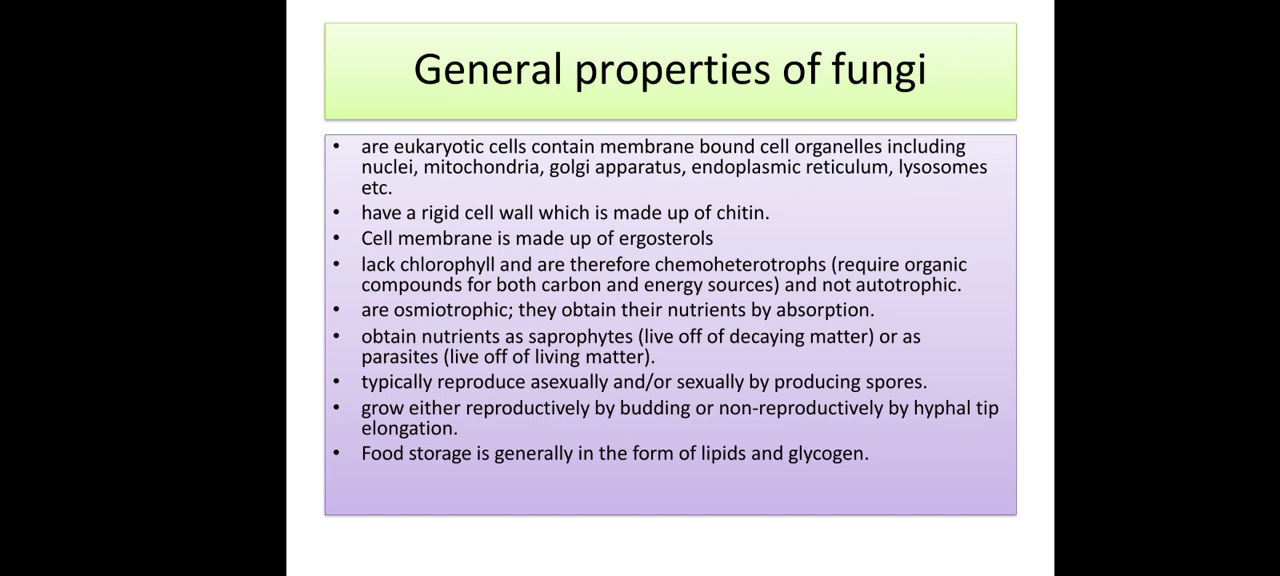 General properties of fungi
• are eukaryotic cells contain membrane bound cell organelles including
nuclei, mitochondria, golgi apparatus, endoplasmic reticulum, lysosomes
etc.
• have a rigid cell wall which is made up of chitin.
• Cell membrane is made up of ergosterols
• lack chlorophyll and are therefore chemoheterotrophs (require organic
compounds for both carbon and energy sources) and not autotrophic.
• are osmiotrophic; they obtain their nutrients by absorption.
• obtain nutrients as saprophytes (live off of decaying matter) or as
parasites (live off of living matter).
• typically reproduce asexually and/or sexually by producing spores.
• grow either reproductively by budding or non-reproductively by hyphal tip
elongation.
• Food storage is generally in the form of lipids and glycogen.